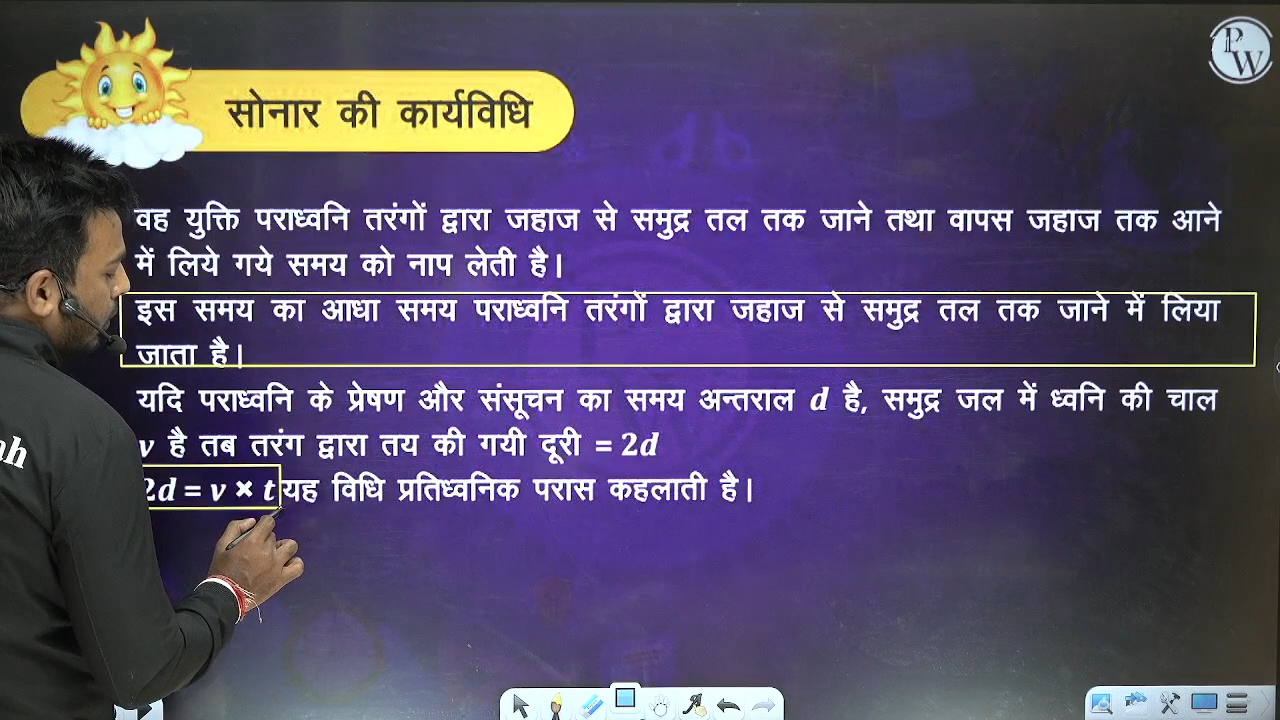 PW
सोनार की कार्यविधि
वह युक्ति पराध्वनि तरंगों द्वारा जहाज से समुद्र तल तक जाने तथा वापस जहाज तक आने
में लिये गये समय को नाप लेती है।
इस समय का आधा समय पराध्वनि तरंगों द्वारा जहाज से समुद्र तल तक जाने में लिया
जाता है।
यदि पराध्वनि के प्रेषण और संसूचन का समय अन्तराल d है, समुद्र जल में ध्वनि की चाल
v है तब तरंग द्वारा तय की गयी दूरी = 2d
2d = v × t यह विधि प्रतिध्वनिक परास कहलाती है।